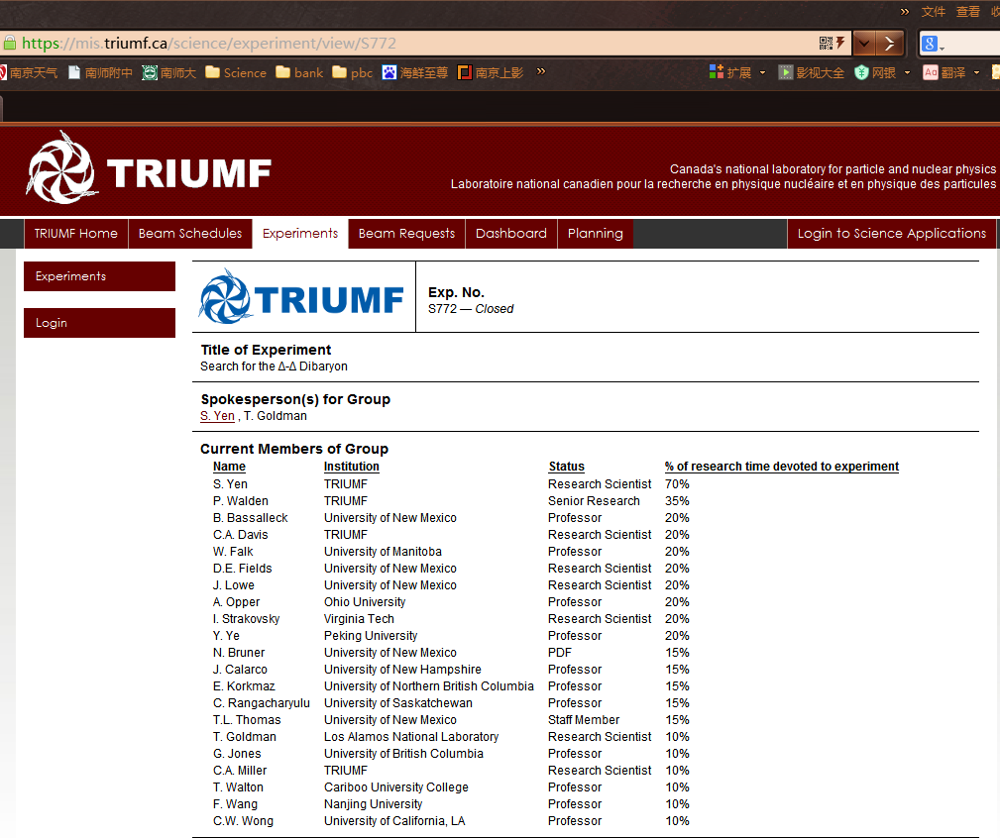 » 文件 查看
https://mis.triumf.ca/science/experiment/view/S772
南京天气 南师附中 南师大 Science bank pbc 海鲜至尊 南京上影 » 扩展 影视大全 网银 Aa 翻译
TRIUMF
Canada's national laboratory for particle and nuclear physics
Laboratoire national canadien pour la recherche en physique nucléaire et en physique des particules
TRIUMF Home Beam Schedules Experiments Beam Requests Dashboard Planning Login to Science Applications
Experiments
Login
TRIUMF
Exp. No.
S772 — Closed
Title of Experiment
Search for the Δ-Δ Dibaryon
Spokesperson(s) for Group
S. Yen , T. Goldman
Current Members of Group
Name Institution Status % of research time devoted to experiment
S. Yen TRIUMF Research Scientist 70%
P. Walden TRIUMF Senior Research 35%
B. Bassalleck University of New Mexico Professor 20%
C.A. Davis TRIUMF Research Scientist 20%
W. Falk University of Manitoba Professor 20%
D.E. Fields University of New Mexico Research Scientist 20%
J. Lowe University of New Mexico Research Scientist 20%
A. Opper Ohio University Professor 20%
I. Strakovsky Virginia Tech Research Scientist 20%
Y. Ye Peking University Professor 20%
N. Bruner University of New Mexico PDF 15%
J. Calarco University of New Hampshire Professor 15%
E. Korkmaz University of Northern British Columbia Professor 15%
C. Rangacharyulu University of Saskatchewan Professor 15%
T.L. Thomas University of New Mexico Staff Member 15%
T. Goldman Los Alamos National Laboratory Research Scientist 10%
G. Jones University of British Columbia Professor 10%
C.A. Miller TRIUMF Research Scientist 10%
T. Walton Cariboo University College Professor 10%
F. Wang Nanjing University Professor 10%
C.W. Wong University of California, LA Professor 10%